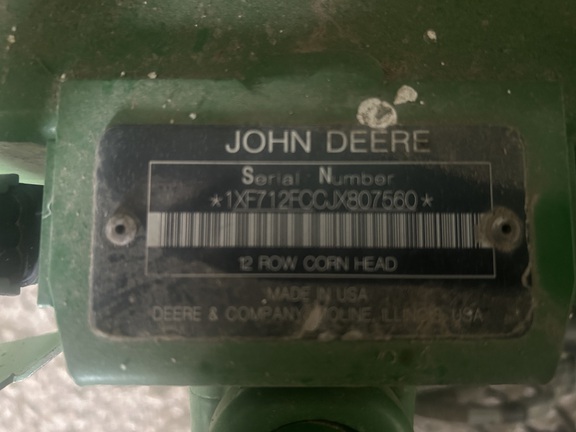 JOHN DEERE
Serial Number
*1XF712FCCJX807560*
12 ROW CORN HEAD
MADE IN USA
DEERE & COMPANY MOLINE, ILLINOIS, USA